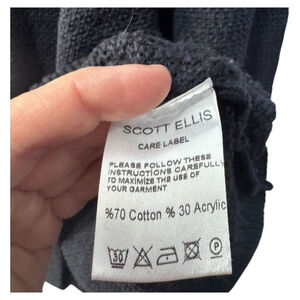 SCOTT ELLIS
CARE LABEL
PLEASE FOLLOW THESE
INSTRUCTIONS CAREFULLY
TO MAXIMIZE THE USE OF
YOUR GARMENT
%70 Cotton % 30 Acrylic
30
P